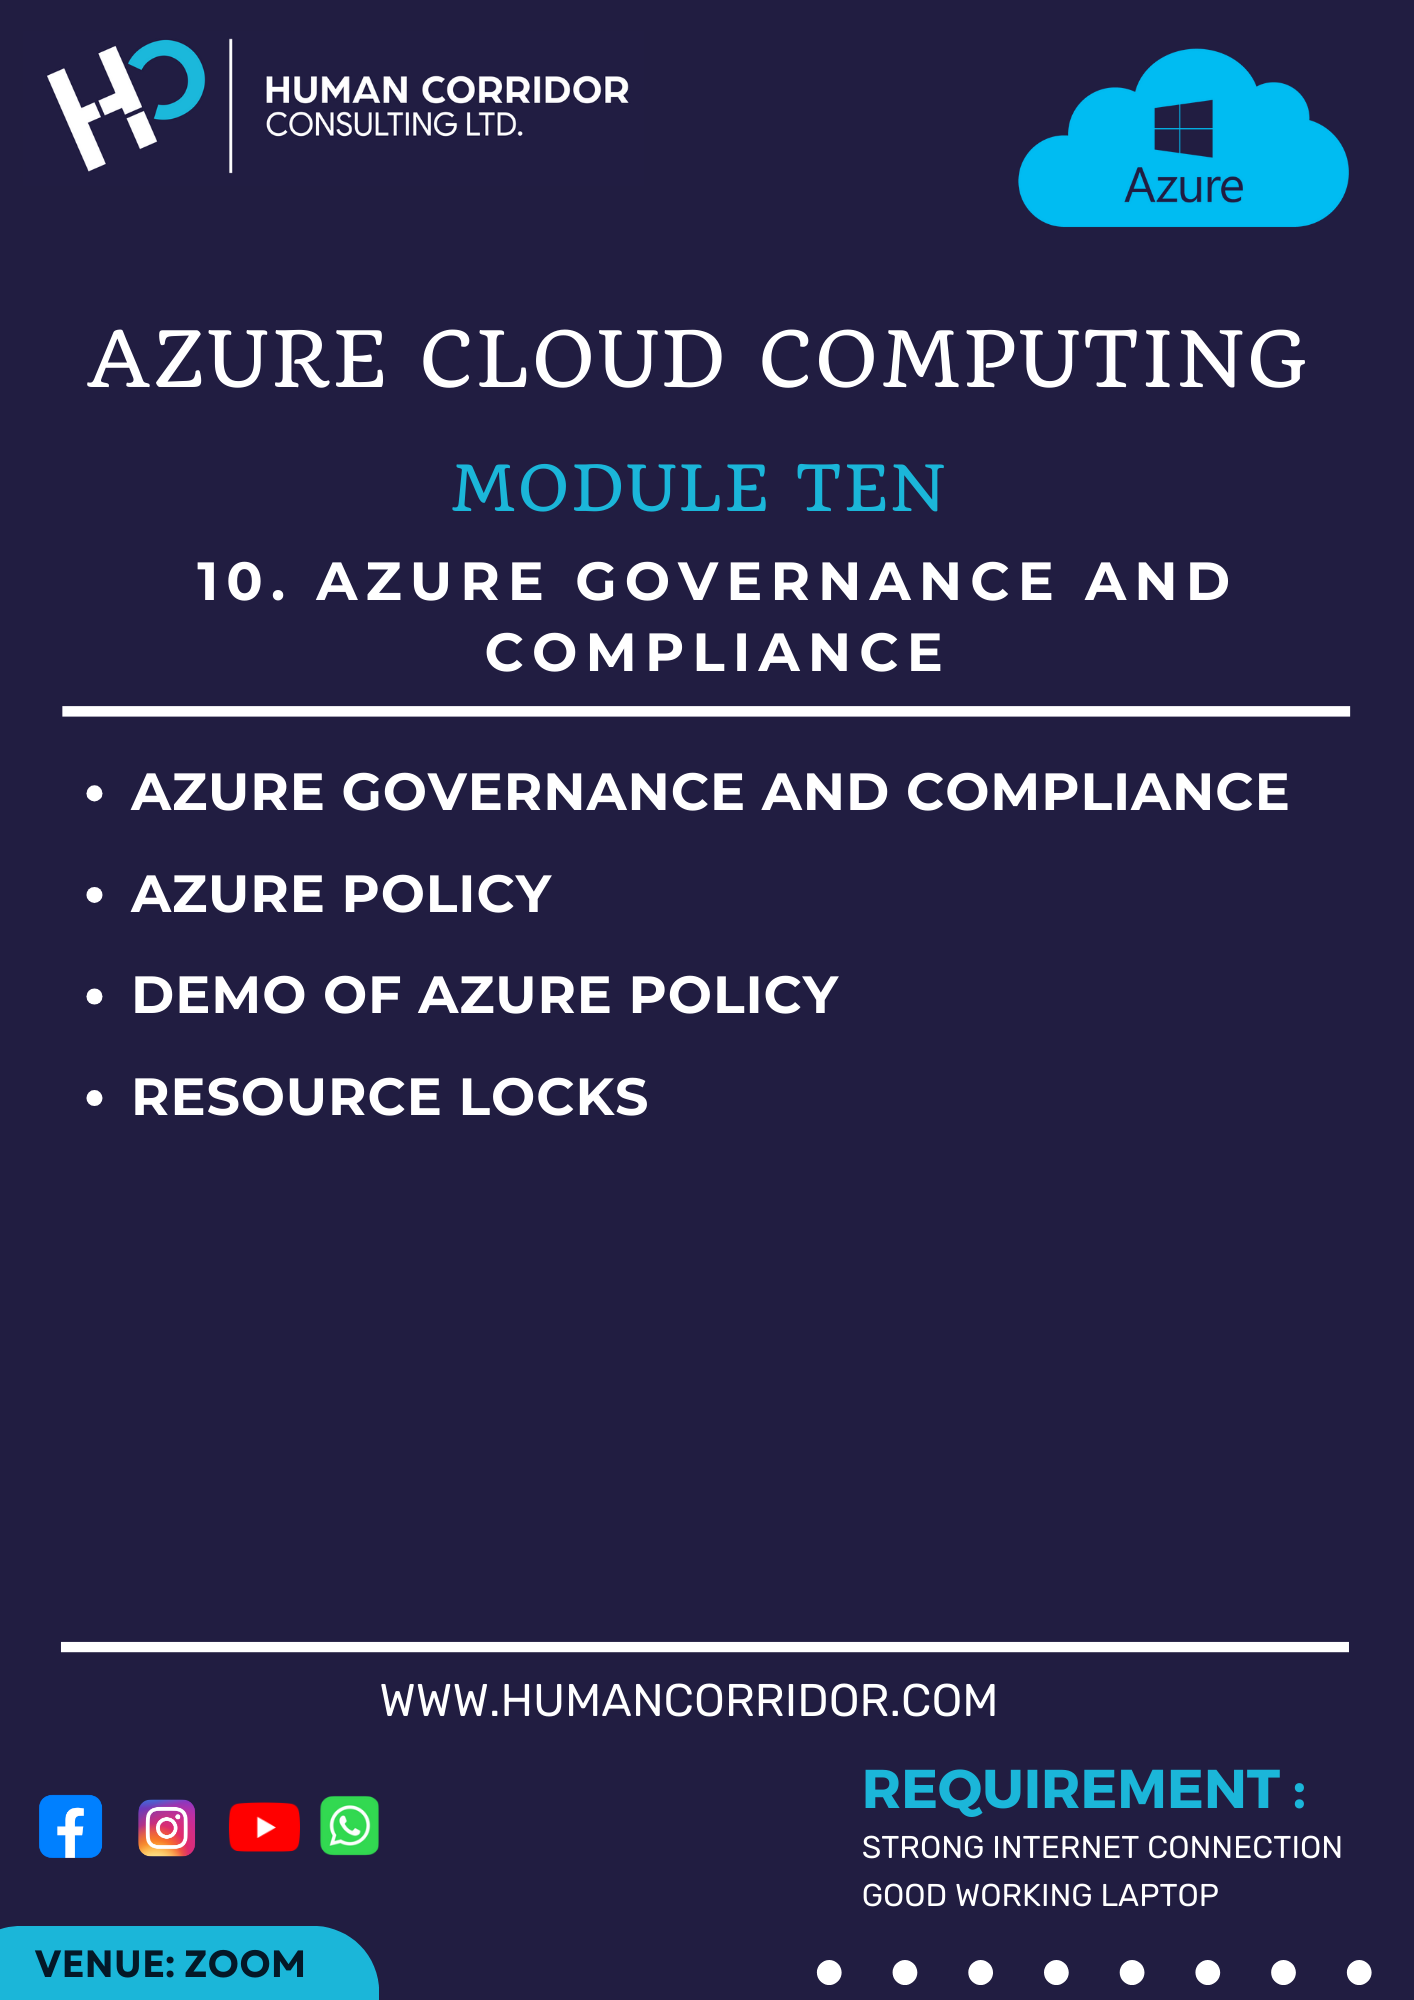 HUMAN CORRIDOR
CONSULTING LTD.
Azure
AZURE CLOUD COMPUTING
MODULE TEN
10. AZURE GOVERNANCE AND
COMPLIANCE
• AZURE GOVERNANCE AND COMPLIANCE
• AZURE POLICY
• DEMO OF AZURE POLICY
• RESOURCE LOCKS
WWW.HUMANCORRIDOR.COM
REQUIREMENT :
STRONG INTERNET CONNECTION
GOOD WORKING LAPTOP
VENUE: ZOOM